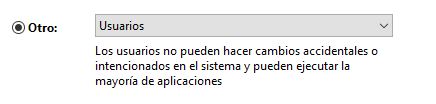 Otro: Usuarios
Los usuarios no pueden hacer cambios accidentales o
intencionados en el sistema y pueden ejecutar la
mayoría de aplicaciones